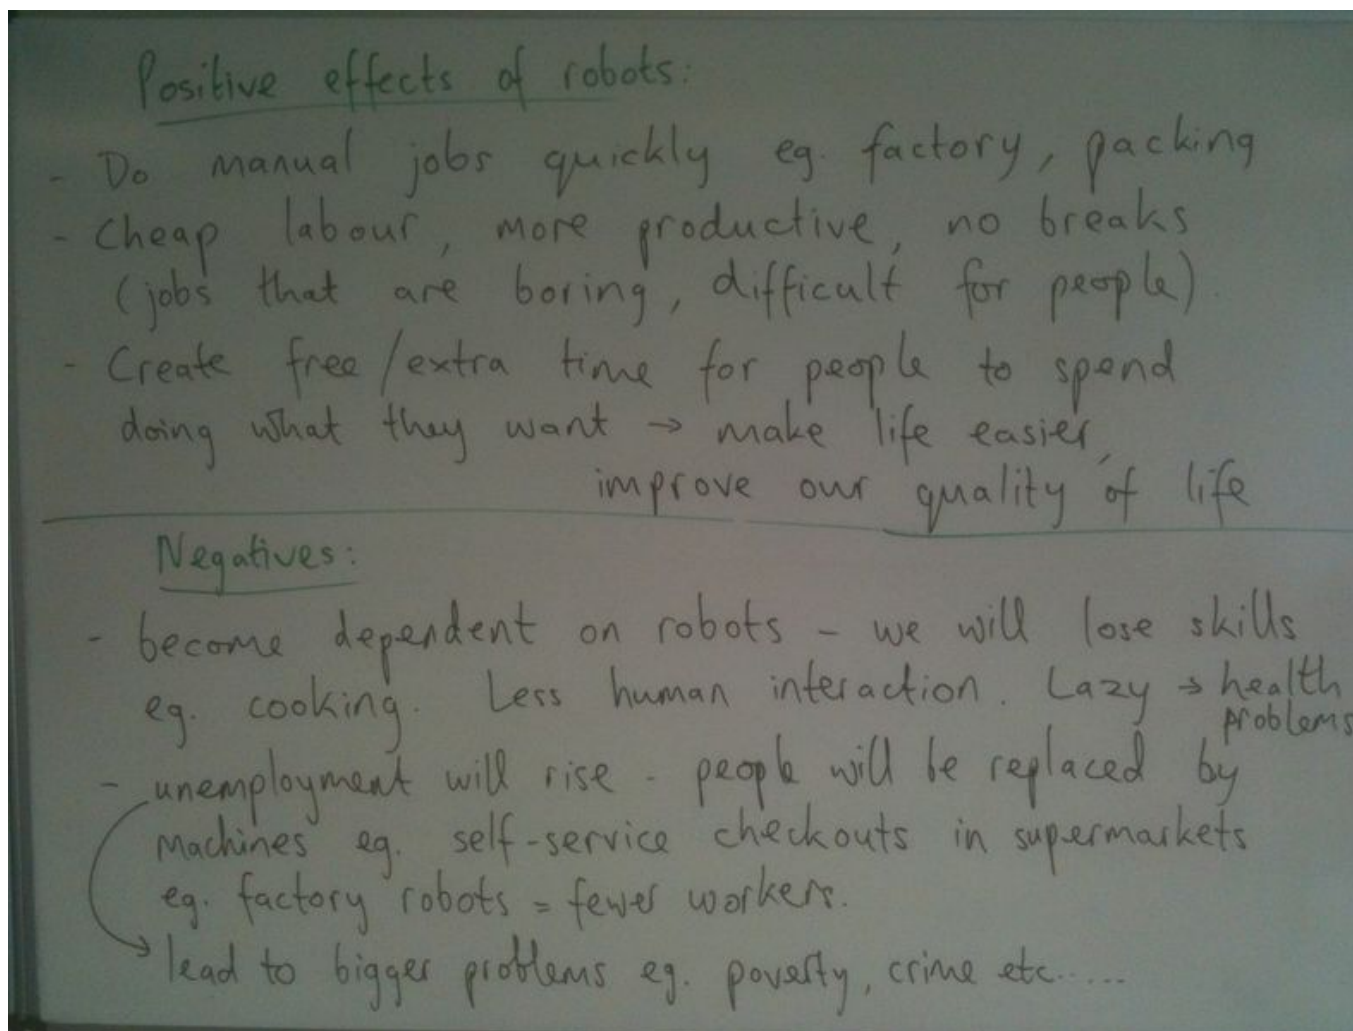 Positive effects of robots:
- Do manual jobs quickly eg. factory, packing
- Cheap labour, more productive, no breaks
(jobs that are boring, difficult for people).
- Create free/extra time for people to spend
doing what they want → make life easier,
improve our quality of life
Negatives:
- become dependent on robots - we will lose skills
eg. cooking. Less human interaction. Lazy → health
problems
- unemployment will rise - people will be replaced by
machines eg. self-service checkouts in supermarkets
eg. factory robots = fewer workers.
→ lead to bigger problems eg. poverty, crime etc.....